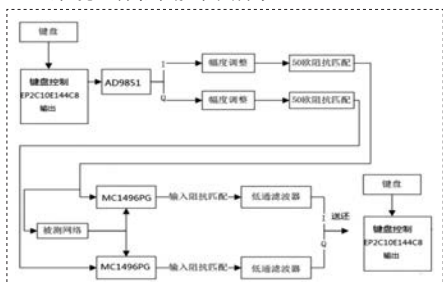 键盘
键盘控制
EP2C10E144C8
输出
AD9851
I
Q
幅度调整
50欧阻抗匹配
幅度调整
50欧阻抗匹配
MC1496PG
输入阻抗匹配
低通滤波器
被测网络
MC1496PG
输入阻抗匹配
低通滤波器
I
Q
送还
键盘
键盘控制
EP2C10E144C8
输出